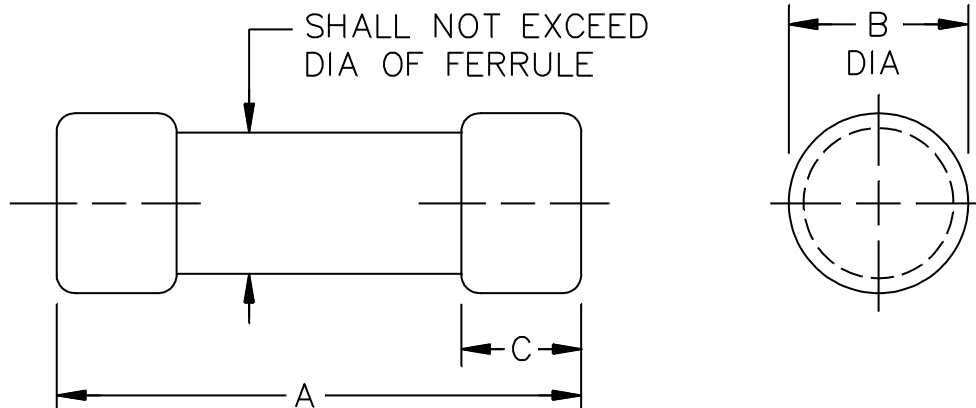 SHALL NOT EXCEED
DIA OF FERRULE
B
DIA
C
A